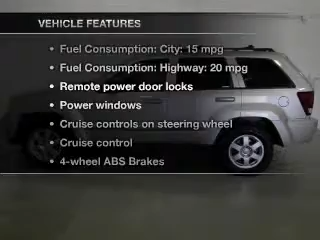 VEHICLE FEATURES
• Fuel Consumption: City: 15 mpg
• Fuel Consumption: Highway: 20 mpg
• Remote power door locks
• Power windows
• Cruise controls on steering wheel
• Cruise control
• 4-wheel ABS Brakes